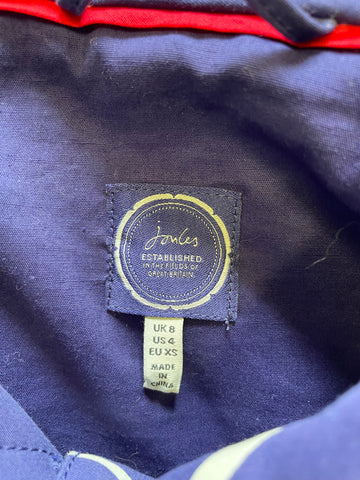 Joules
ESTABLISHED
IN THE FIELDS OF
GREAT BRITAIN.
UK 8
US 4
EU XS
MADE
IN
CHINA